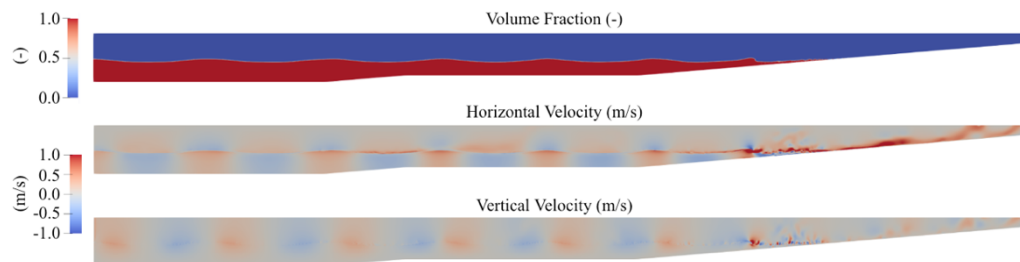 Volume Fraction (-)
1.0
0.5
0.0
(-)
Horizontal Velocity (m/s)
1.0
0.5
0.0
-0.5
-1.0
(m/s)
Vertical Velocity (m/s)